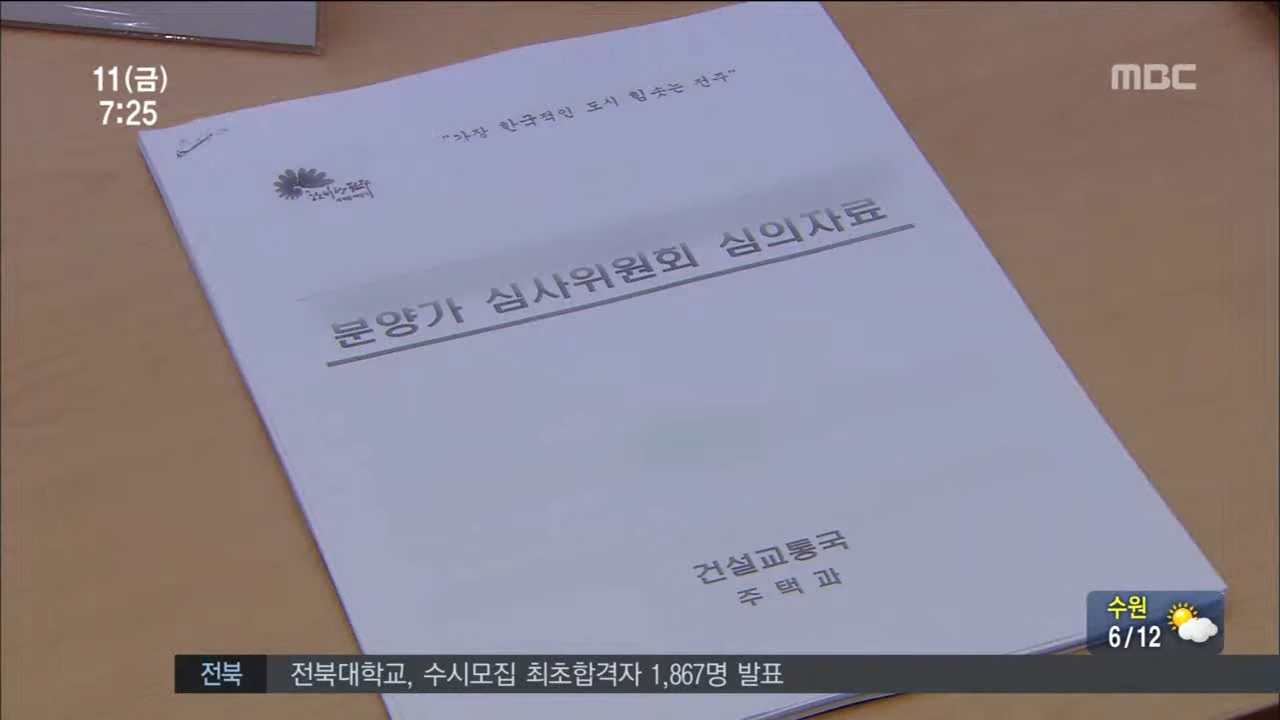 11(금)
7:25
MBC
"가장 한국적인 도시 힘솟는 전주"
분양가 심사위원회 심의자료
건설교통국
주택과
수원
6/12
전북
전북대학교, 수시모집 최초합격자 1,867명 발표